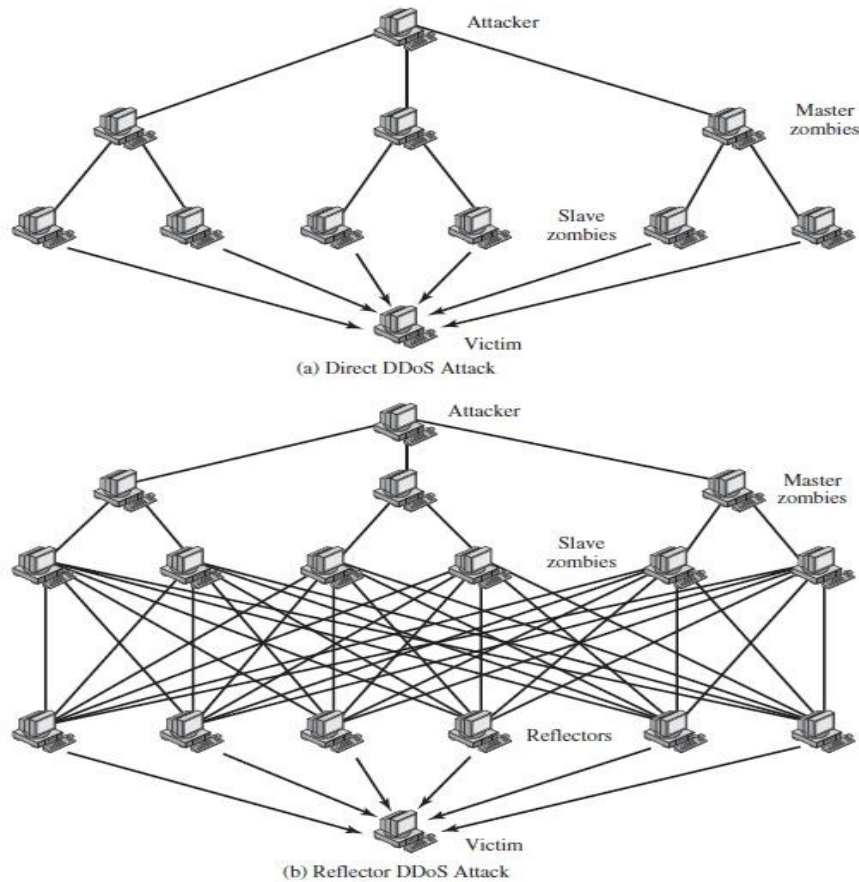 Attacker
Master
zombies
Slave
zombies
Victim
(a) Direct DDoS Attack
Attacker
Master
zombies
Slave
zombies
Reflectors
Victim
(b) Reflector DDoS Attack